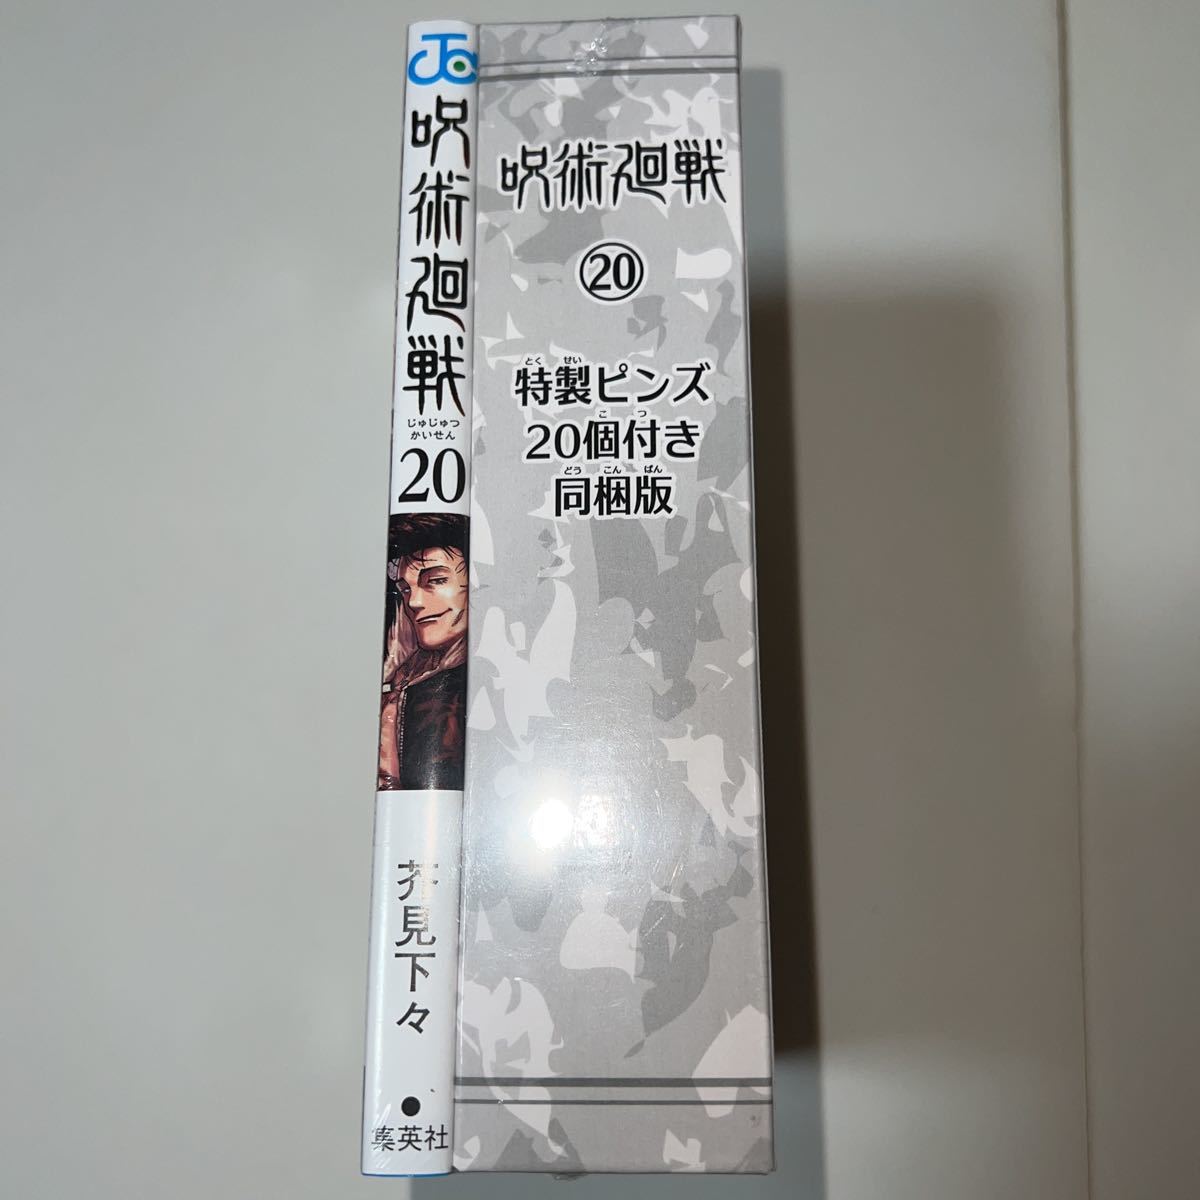 JC
呪術廻戦
じゅじゅつ
かいせん
20
芥見下々
●
集英社
呪術廻戦
⑳
とく せい
特製ピンズ
こ つ
20個付き
どう こん ばん
同梱版